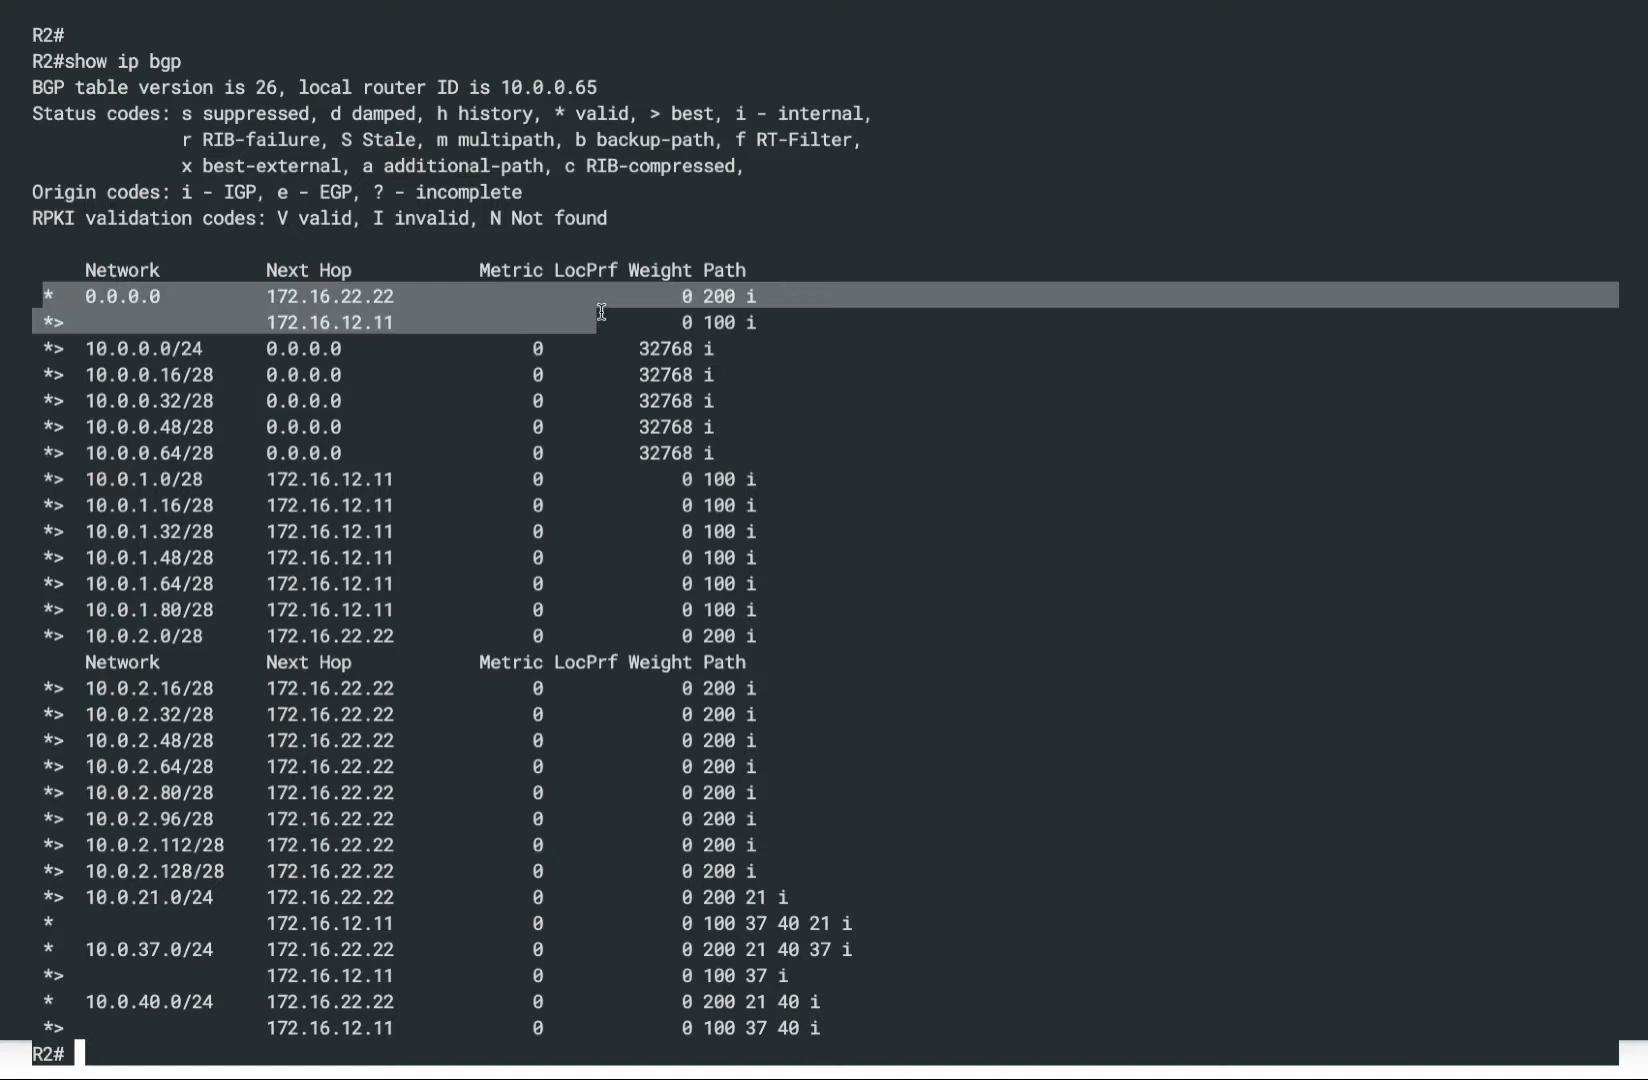 R2#
R2#show ip bgp
BGP table version is 26, local router ID is 10.0.0.65
Status codes: s suppressed, d damped, h history, * valid, > best, i - internal,
              r RIB-failure, S Stale, m multipath, b backup-path, f RT-Filter,
              x best-external, a additional-path, c RIB-compressed,
Origin codes: i - IGP, e - EGP, ? - incomplete
RPKI validation codes: V valid, I invalid, N Not found
     Network          Next Hop            Metric LocPrf Weight Path
 *   0.0.0.0          172.16.22.22                           0 200 i
 *>                   172.16.12.11                           0 100 i
 *>  10.0.0.0/24      0.0.0.0                  0         32768 i
 *>  10.0.0.16/28     0.0.0.0                  0         32768 i
 *>  10.0.0.32/28     0.0.0.0                  0         32768 i
 *>  10.0.0.48/28     0.0.0.0                  0         32768 i
 *>  10.0.0.64/28     0.0.0.0                  0         32768 i
 *>  10.0.1.0/28      172.16.12.11             0             0 100 i
 *>  10.0.1.16/28     172.16.12.11             0             0 100 i
 *>  10.0.1.32/28     172.16.12.11             0             0 100 i
 *>  10.0.1.48/28     172.16.12.11             0             0 100 i
 *>  10.0.1.64/28     172.16.12.11             0             0 100 i
 *>  10.0.1.80/28     172.16.12.11             0             0 100 i
 *>  10.0.2.0/28      172.16.22.22             0             0 200 i
     Network          Next Hop            Metric LocPrf Weight Path
 *>  10.0.2.16/28     172.16.22.22             0             0 200 i
 *>  10.0.2.32/28     172.16.22.22             0             0 200 i
 *>  10.0.2.48/28     172.16.22.22             0             0 200 i
 *>  10.0.2.64/28     172.16.22.22             0             0 200 i
 *>  10.0.2.80/28     172.16.22.22             0             0 200 i
 *>  10.0.2.96/28     172.16.22.22             0             0 200 i
 *>  10.0.2.112/28    172.16.22.22             0             0 200 i
 *>  10.0.2.128/28    172.16.22.22             0             0 200 i
 *>  10.0.21.0/24     172.16.22.22             0             0 200 21 i
 *                    172.16.12.11             0             0 100 37 40 21 i
 *   10.0.37.0/24     172.16.22.22             0             0 200 21 40 37 i
 *>                   172.16.12.11             0             0 100 37 i
 *   10.0.40.0/24     172.16.22.22             0             0 200 21 40 i
 *>                   172.16.12.11             0             0 100 37 40 i
R2#